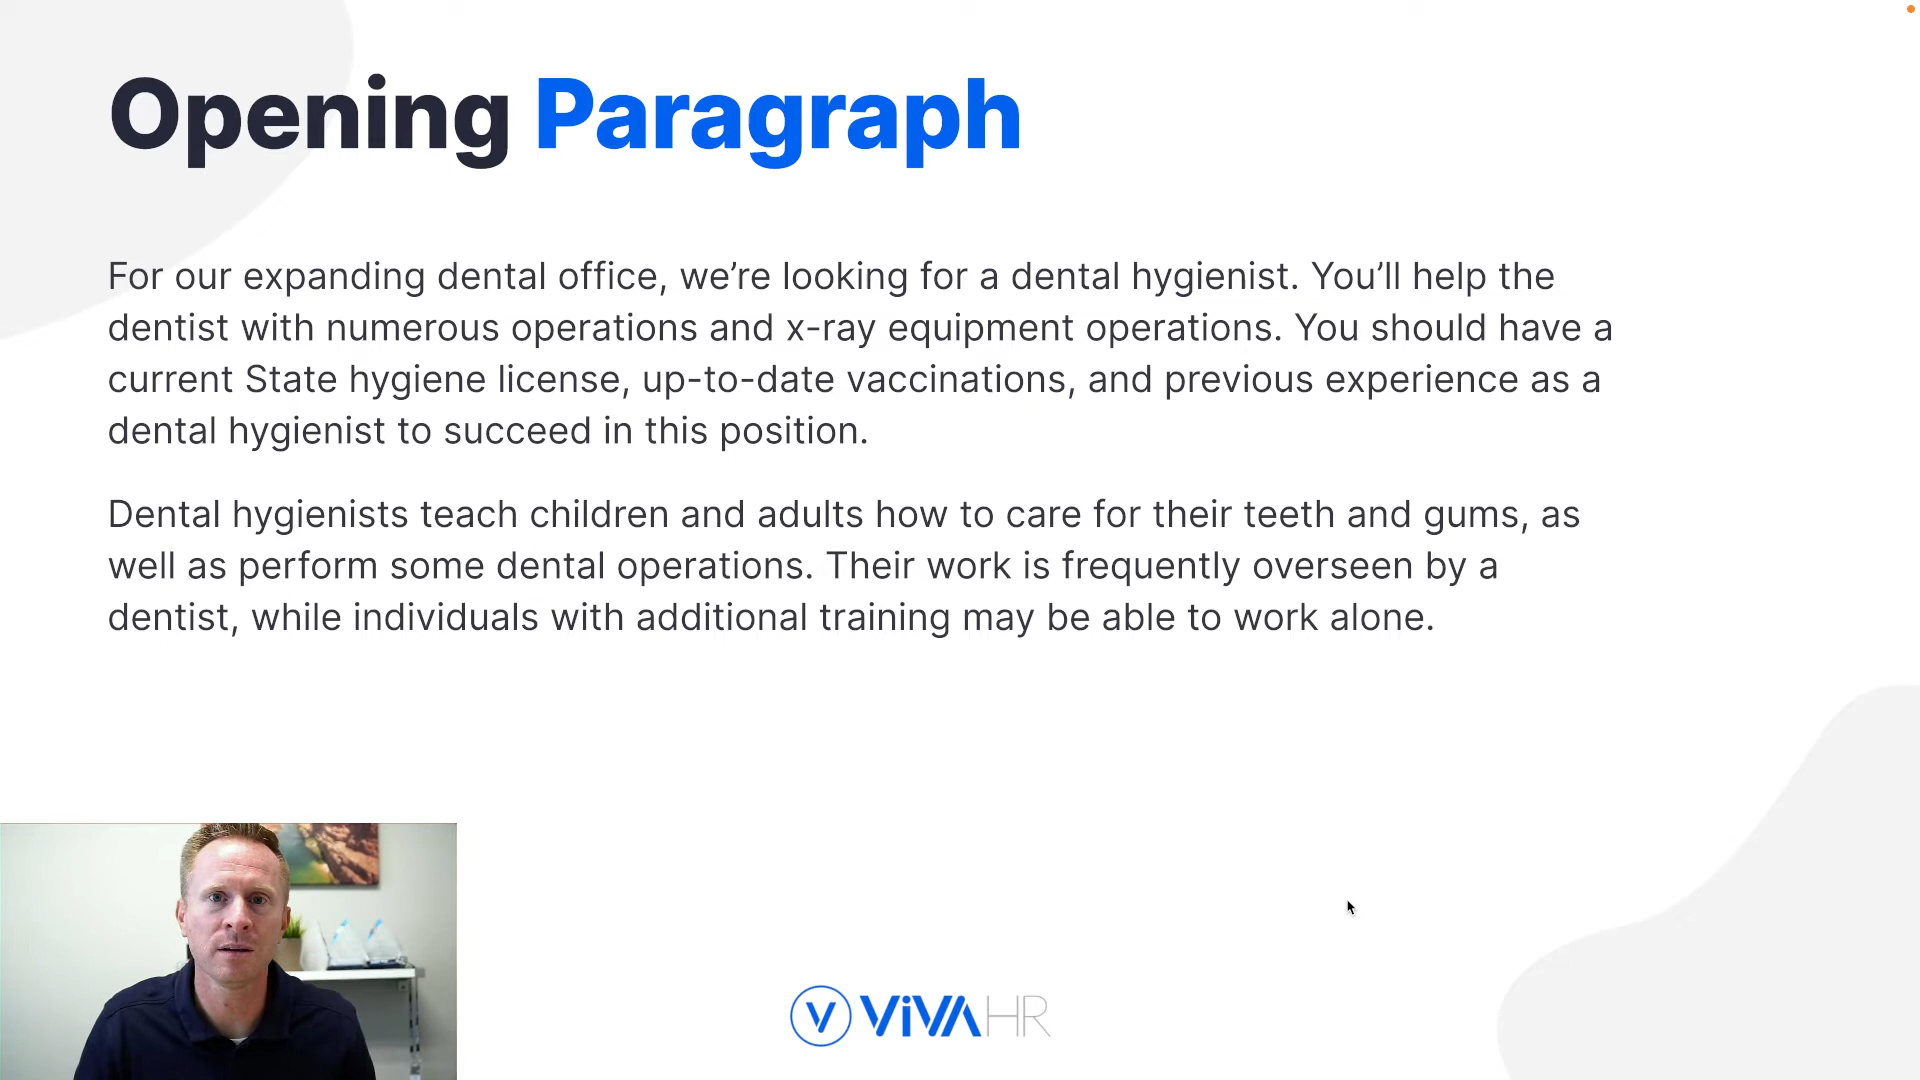 Opening Paragraph
For our expanding dental office, we’re looking for a dental hygienist. You’ll help the
dentist with numerous operations and x-ray equipment operations. You should have a
current State hygiene license, up-to-date vaccinations, and previous experience as a
dental hygienist to succeed in this position.
Dental hygienists teach children and adults how to care for their teeth and gums, as
well as perform some dental operations. Their work is frequently overseen by a
dentist, while individuals with additional training may be able to work alone.
V ViVAHR